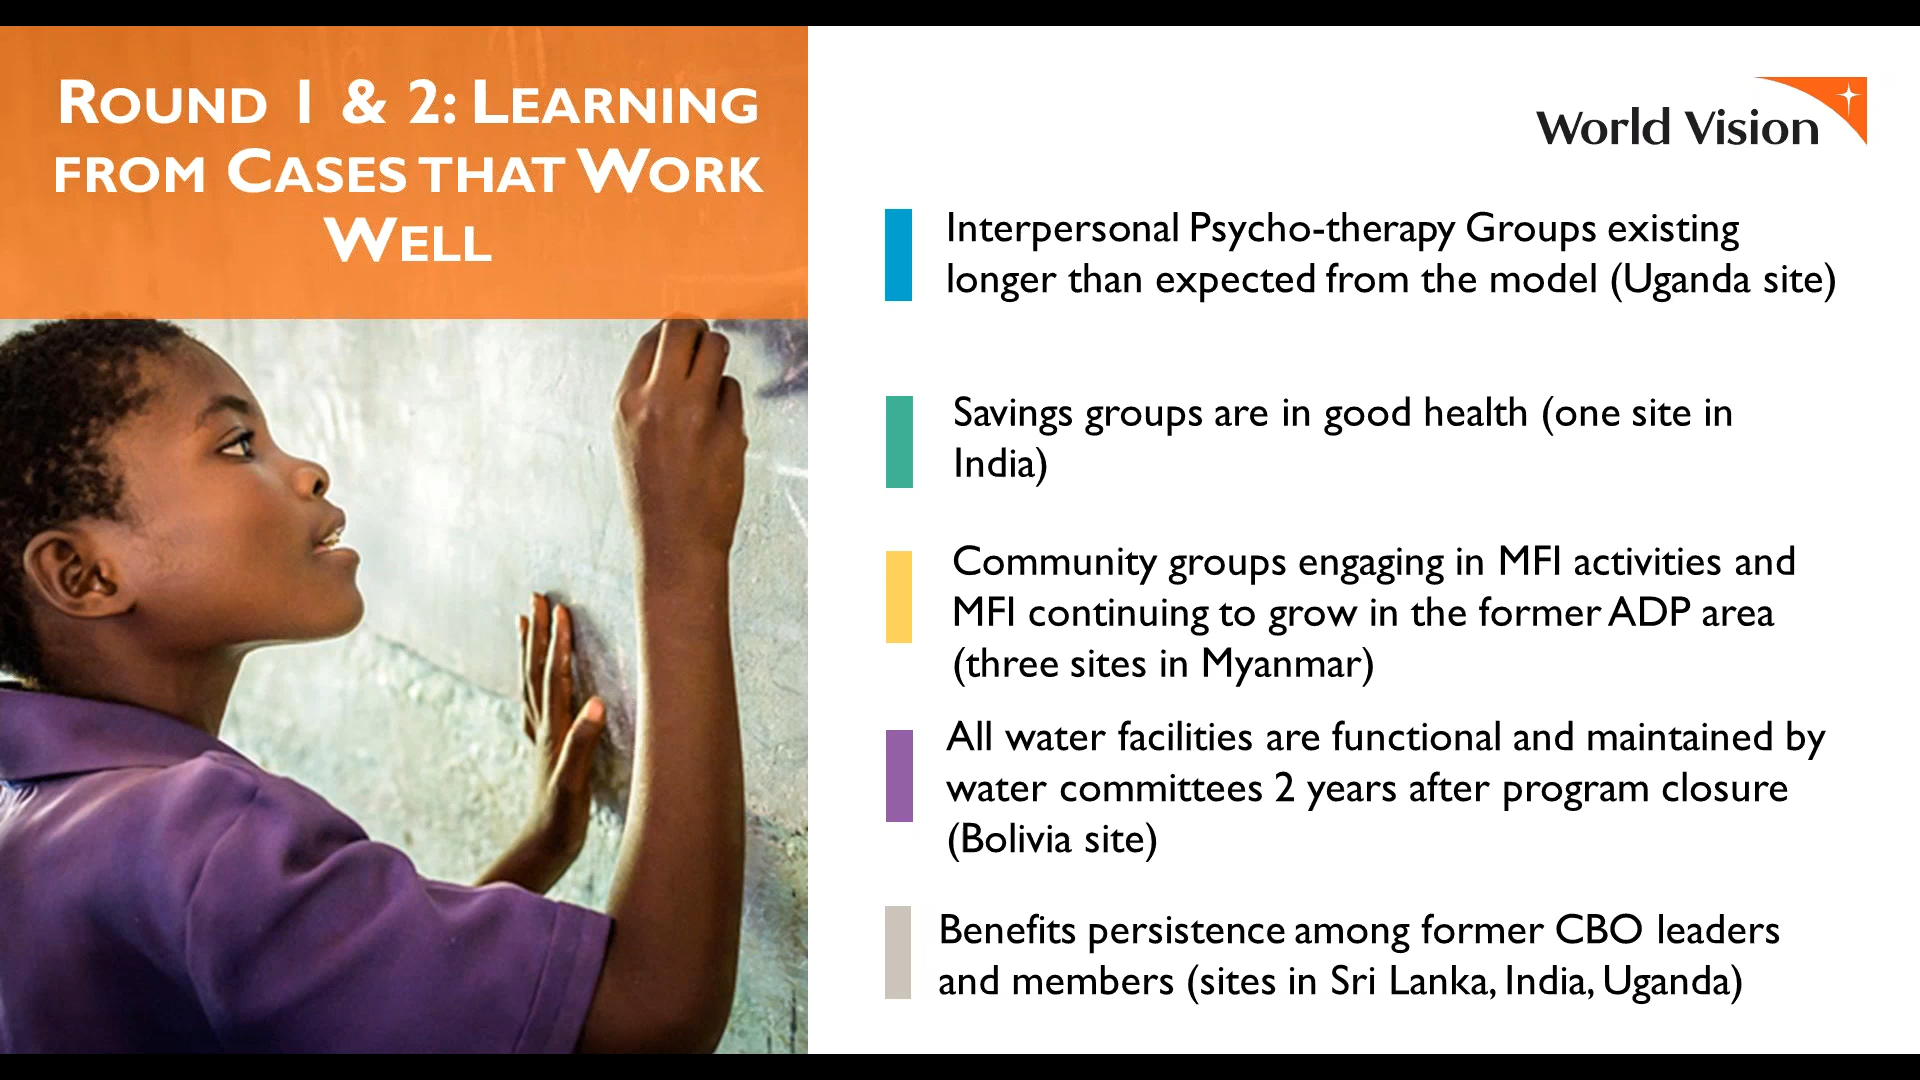 ROUND 1 & 2: LEARNING
FROM CASES THAT WORK
WELL
World Vision
Interpersonal Psycho-therapy Groups existing
longer than expected from the model (Uganda site)
Savings groups are in good health (one site in
India)
Community groups engaging in MFI activities and
MFI continuing to grow in the former ADP area
(three sites in Myanmar)
All water facilities are functional and maintained by
water committees 2 years after program closure
(Bolivia site)
Benefits persistence among former CBO leaders
and members (sites in Sri Lanka, India, Uganda)